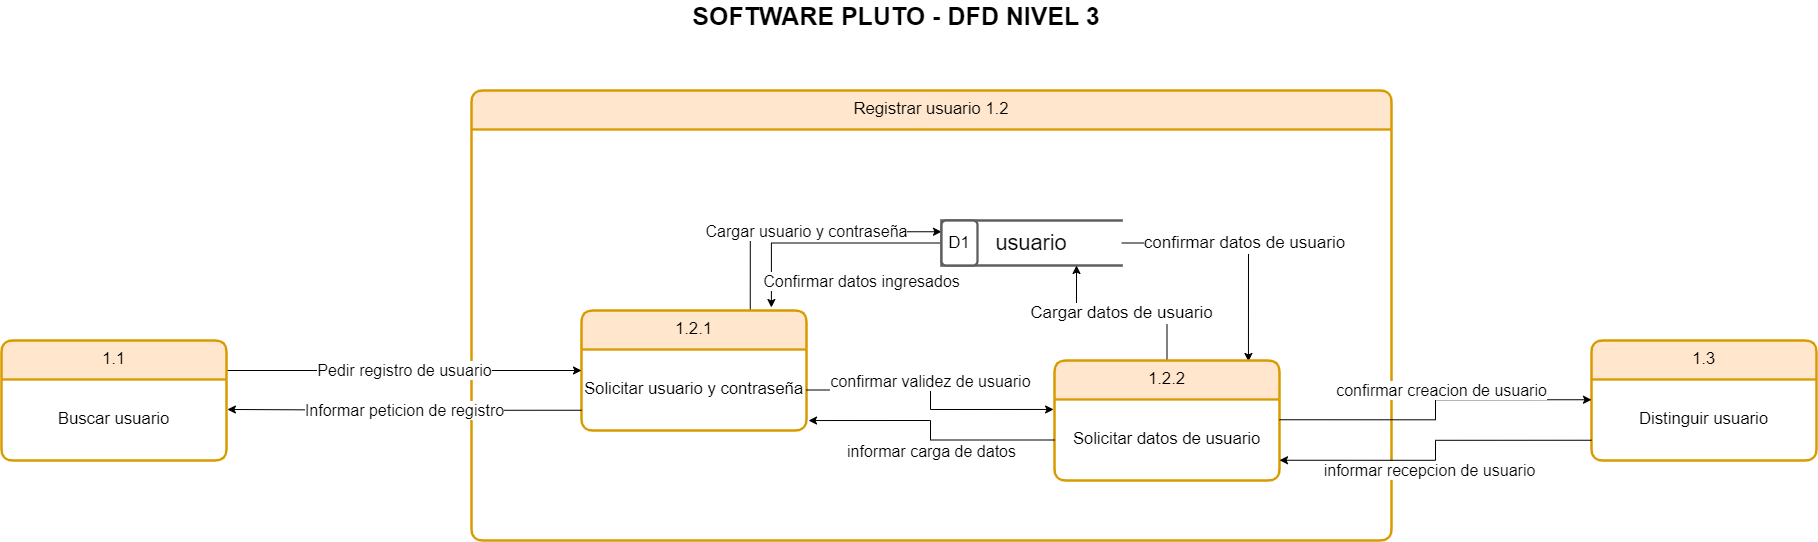 SOFTWARE PLUTO - DFD NIVEL 3
Registrar usuario 1.2
Cargar usuario y contraseña
D1
usuario
confirmar datos de usuario
Confirmar datos ingresados
Cargar datos de usuario
1.1
Buscar usuario
Pedir registro de usuario
Informar peticion de registro
1.2.1
Solicitar usuario y contraseña
confirmar validez de usuario
informar carga de datos
1.2.2
Solicitar datos de usuario
confirmar creacion de usuario
informar recepcion de usuario
1.3
Distinguir usuario